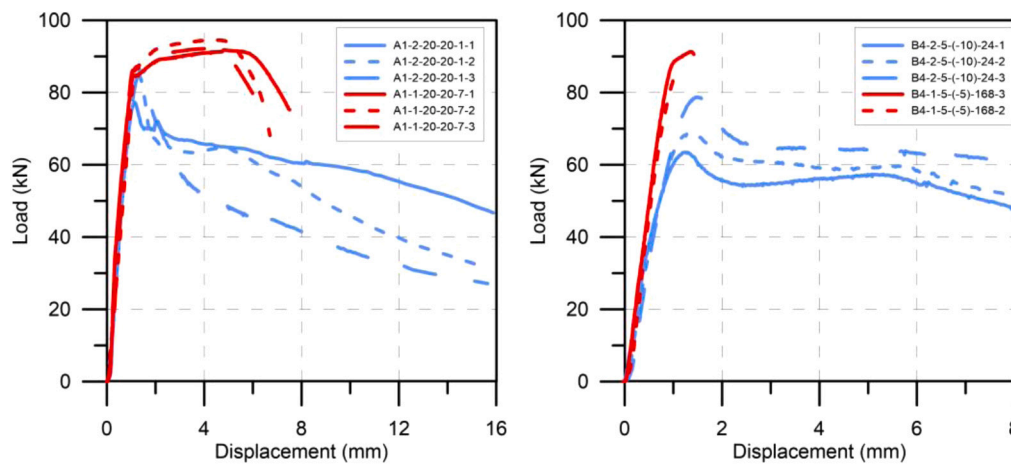 100
80
60
40
20
0
Load (kN)
0
4
8
12
16
Displacement (mm)
A1-2-20-20-1-1
A1-2-20-20-1-2
A1-2-20-20-1-3
A1-1-20-20-7-1
A1-1-20-20-7-2
A1-1-20-20-7-3
100
80
60
40
20
0
Load (kN)
0
2
4
6
8
Displacement (mm)
B4-2-5-(-10)-24-1
B4-2-5-(-10)-24-2
B4-2-5-(-10)-24-3
B4-1-5-(-5)-168-3
B4-1-5-(-5)-168-2